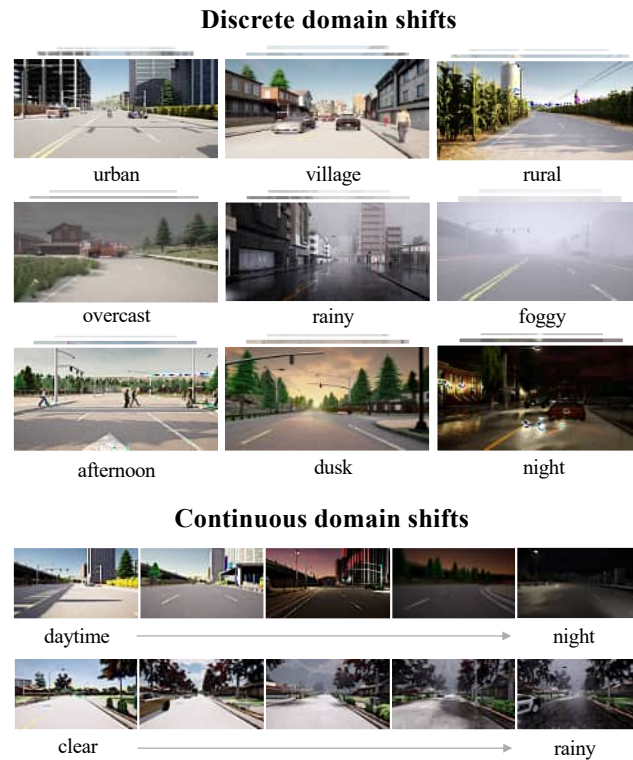 Discrete domain shifts
urban village rural
overcast rainy foggy
afternoon dusk night
Continuous domain shifts
daytime night
clear rainy